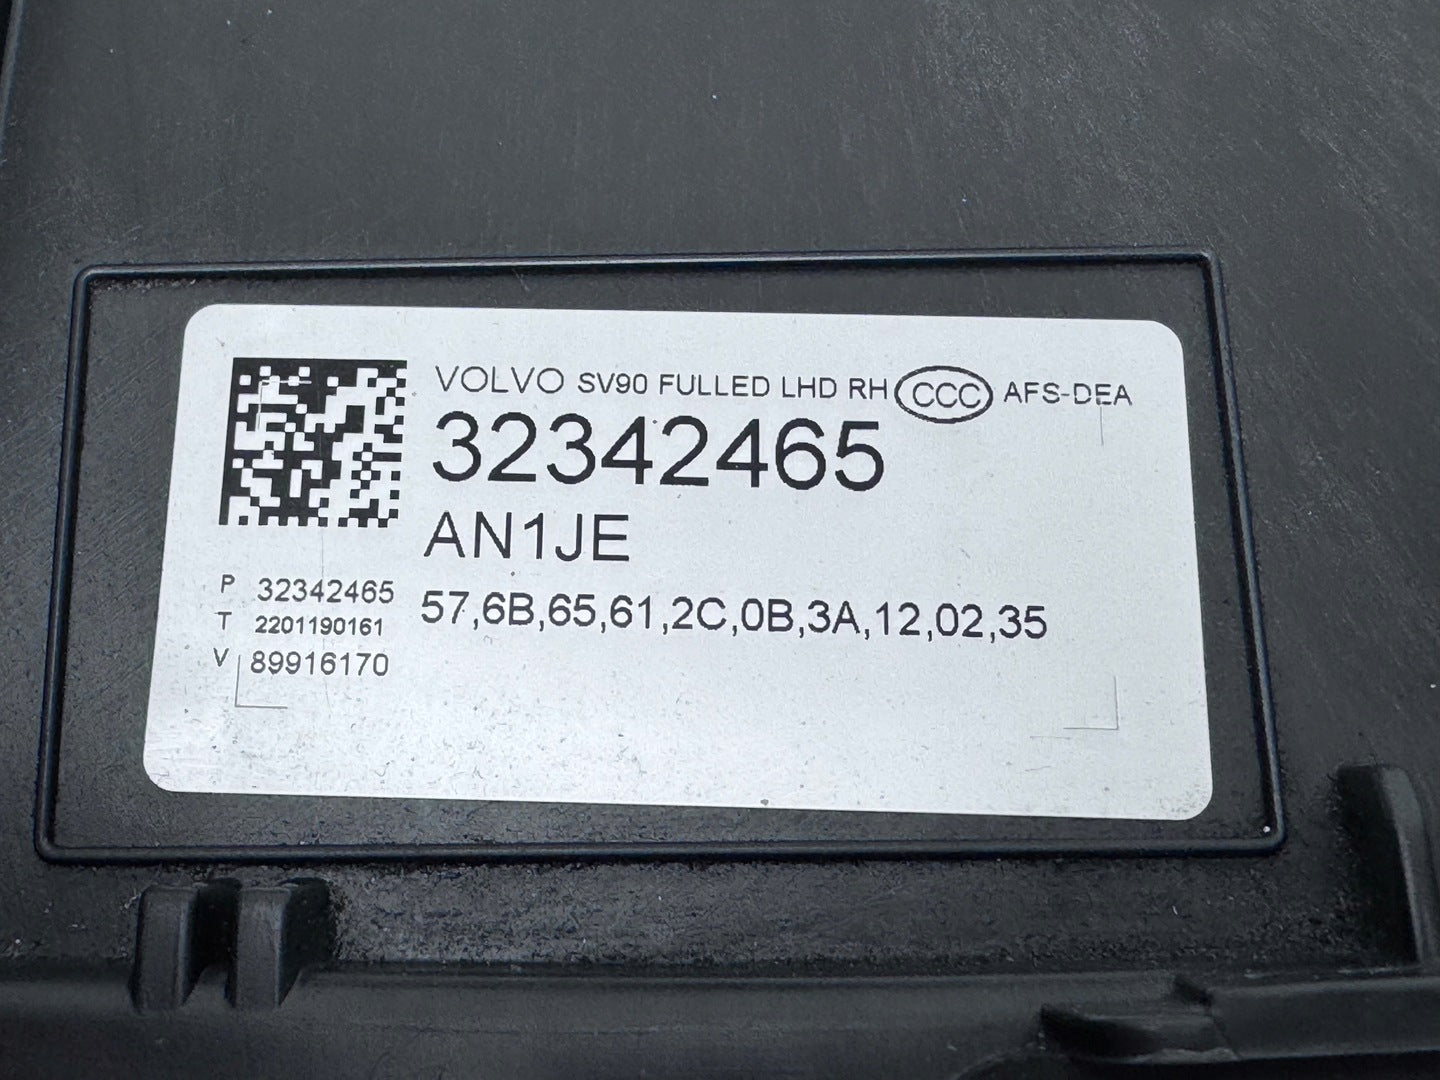 VOLVO SV90 FULLED LHD RH CCC AFS-DEA
32342465
AN1JE
P 32342465
T 2201190161
V 89916170
57,6B,65,61,2C,0B,3A,12,02,35